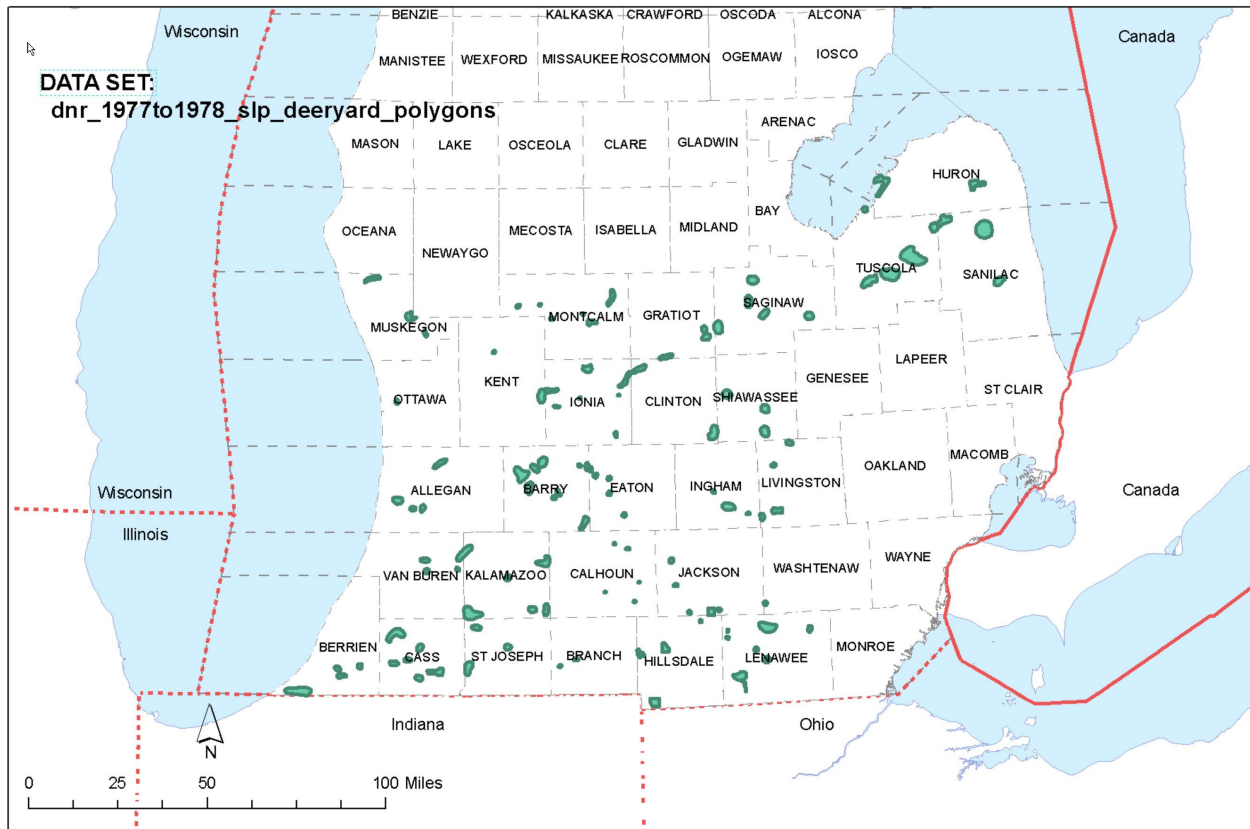 BENZIE KALKASKA CRAWFORD OSCODA ALCONA
Wisconsin Canada
MANISTEE WEXFORD MISSAUKEE ROSCOMMON OGEMAW IOSCO
DATA SET:
dnr_1977to1978_slp_deeryard_polygons
ARENAC
MASON LAKE OSCEOLA CLARE GLADWIN
HURON
BAY
OCEANA MECOSTA ISABELLA MIDLAND
NEWAYGO
TUSCOLA SANILAC
SAGINAW
MUSKEGON MONTCALM GRATIOT
LAPEER
KENT GENESEE ST CLAIR
OTTAWA IONIA CLINTON SHIAWASSEE
MACOMB
OAKLAND
Wisconsin ALLEGAN BARRY EATON INGHAM LIVINGSTON Canada
Illinois
WAYNE
VAN BUREN KALAMAZOO CALHOUN JACKSON WASHTENAW
BERRIEN MONROE
CASS ST JOSEPH BRANCH HILLSDALE LENAWEE
Indiana Ohio
N
0 25 50 100 Miles